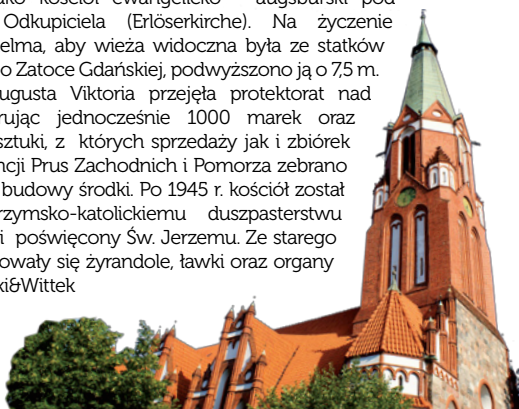 kościół ewangelicko augsburski pod
Odkupiciela (Erlöserkirche). Na życzenie
elma, aby wieża widoczna była ze statków
o Zatoce Gdańskiej, podwyższono ją o 7,5 m.
ugusta Viktoria przejęła protektorat nad
rując jednocześnie 1000 marek oraz
sztuki, z których sprzedaży jak i zbiórek
ncji Prus Zachodnich i Pomorza zebrano
budowy środki. Po 1945 r. kościół został
rzymsko-katolickiemu duszpasterstwu
i poświęcony Św. Jerzemu. Ze starego
owały się żyrandole, ławki oraz organy
ki&Wittek